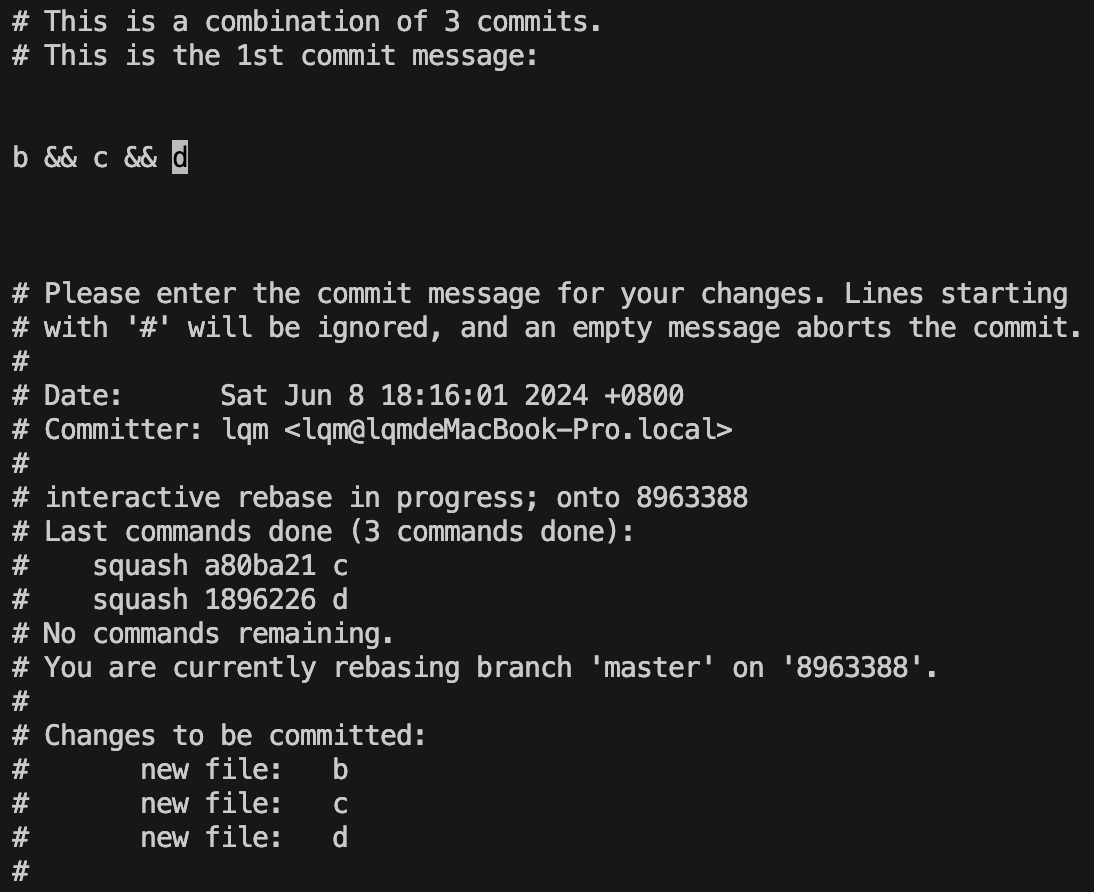 # This is a combination of 3 commits.
# This is the 1st commit message:
b && c && d
# Please enter the commit message for your changes. Lines starting
# with '#' will be ignored, and an empty message aborts the commit.
#
# Date:      Sat Jun 8 18:16:01 2024 +0800
# Committer: lqm <lqm@lqmdeMacBook-Pro.local>
#
# interactive rebase in progress; onto 8963388
# Last commands done (3 commands done):
#    squash a80ba21 c
#    squash 1896226 d
# No commands remaining.
# You are currently rebasing branch 'master' on '8963388'.
#
# Changes to be committed:
#       new file:   b
#       new file:   c
#       new file:   d
#